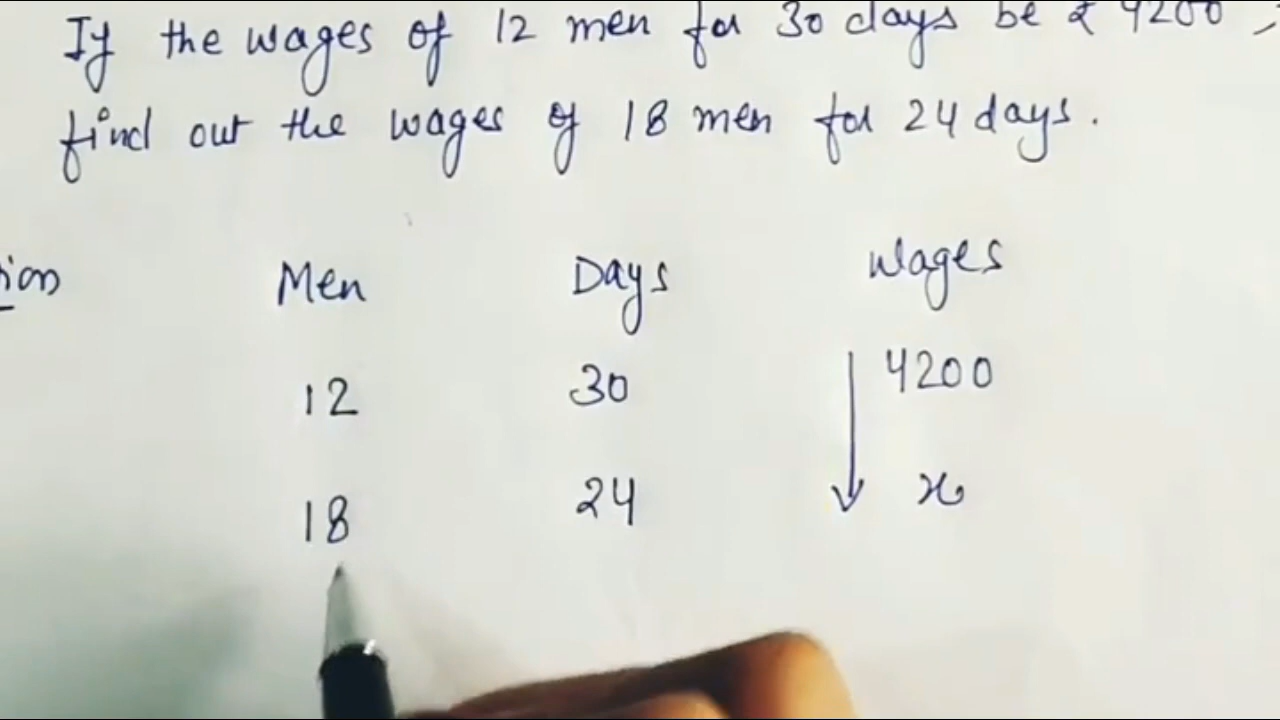 If the wages of 12 men for 30 days be ₹ 4200,
find out the wages of 18 men for 24 days.
Men Days Wages
12 30 4200
18 24 x